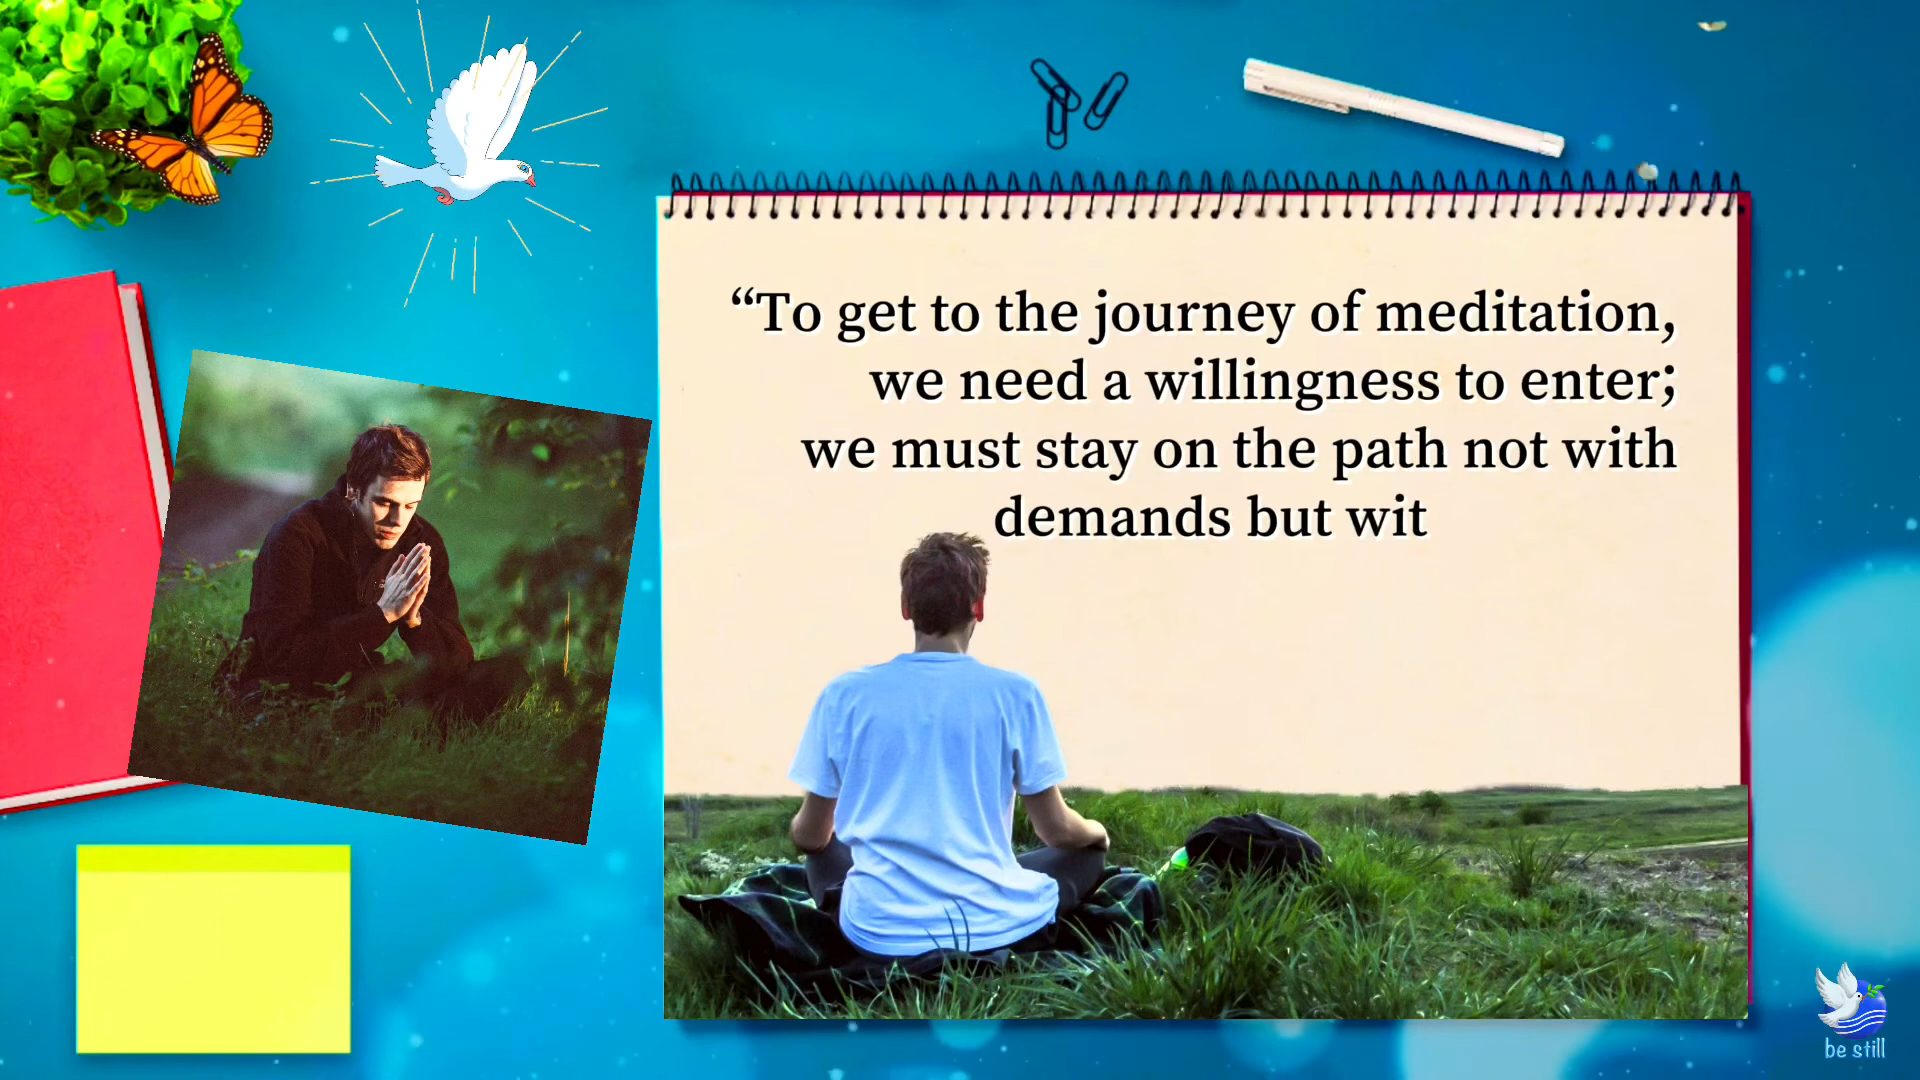 “To get to the journey of meditation,
we need a willingness to enter;
we must stay on the path not with
demands but wit
be still